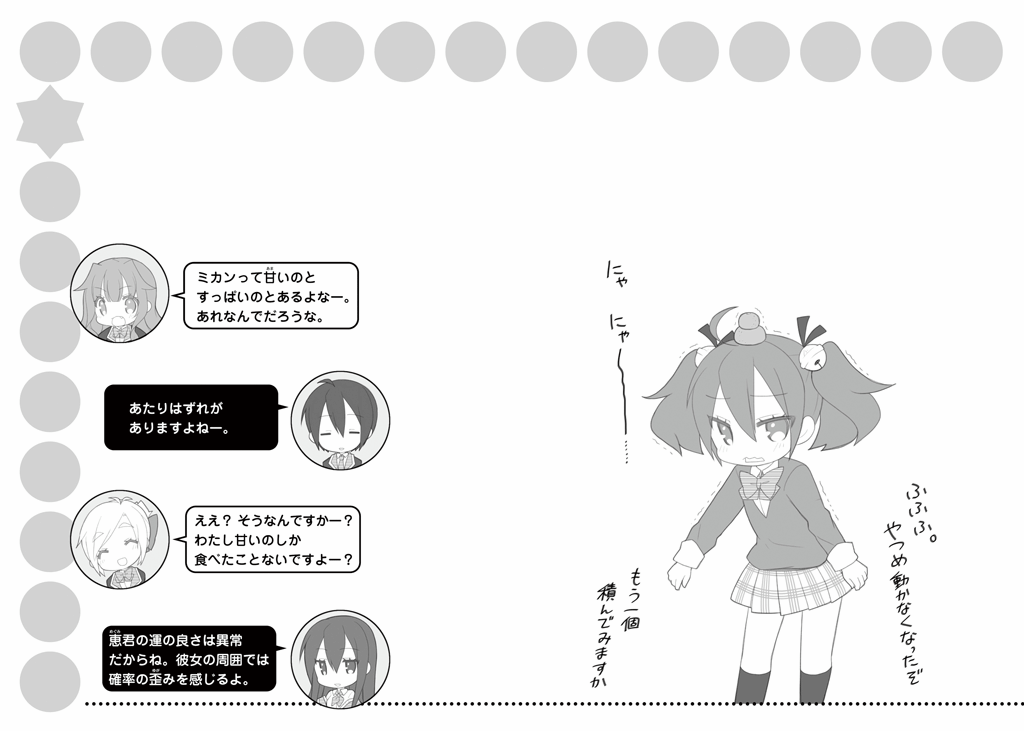 ミカンって甘いのと
すっぱいのとあるよなー。
あれなんでだろうな。
あたりはずれが
ありますよねー。
ええ？ そうなんですかー？
わたし甘いのしか
食べたことないですよー？
恵君の運の良さは異常
だからね。彼女の周囲では
確率の歪みを感じるよ。
ふふふ。
やつめ動かなくなったぞ
もう一個
積んでみますか
にゃ
にゃー……